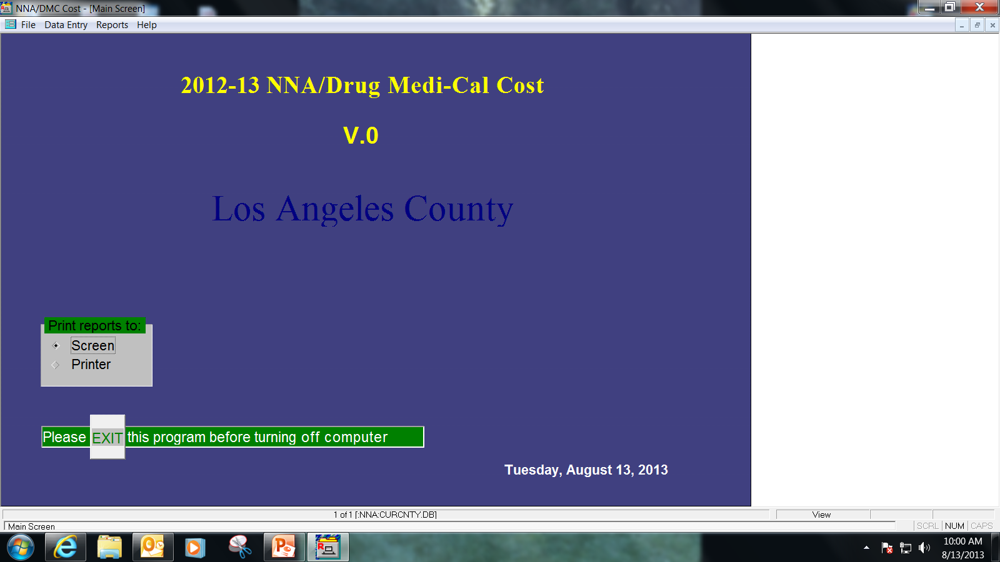 NNA/DMC Cost - [Main Screen]
File Data Entry Reports Help
2012-13 NNA/Drug Medi-Cal Cost
V.0
Los Angeles County
Print reports to:
Screen
Printer
Please EXIT this program before turning off computer
Tuesday, August 13, 2013
1 of 1 [:NNA:CURCNTY.DB]
View
Main Screen
SCRL NUM CAPS
10:00 AM
8/13/2013